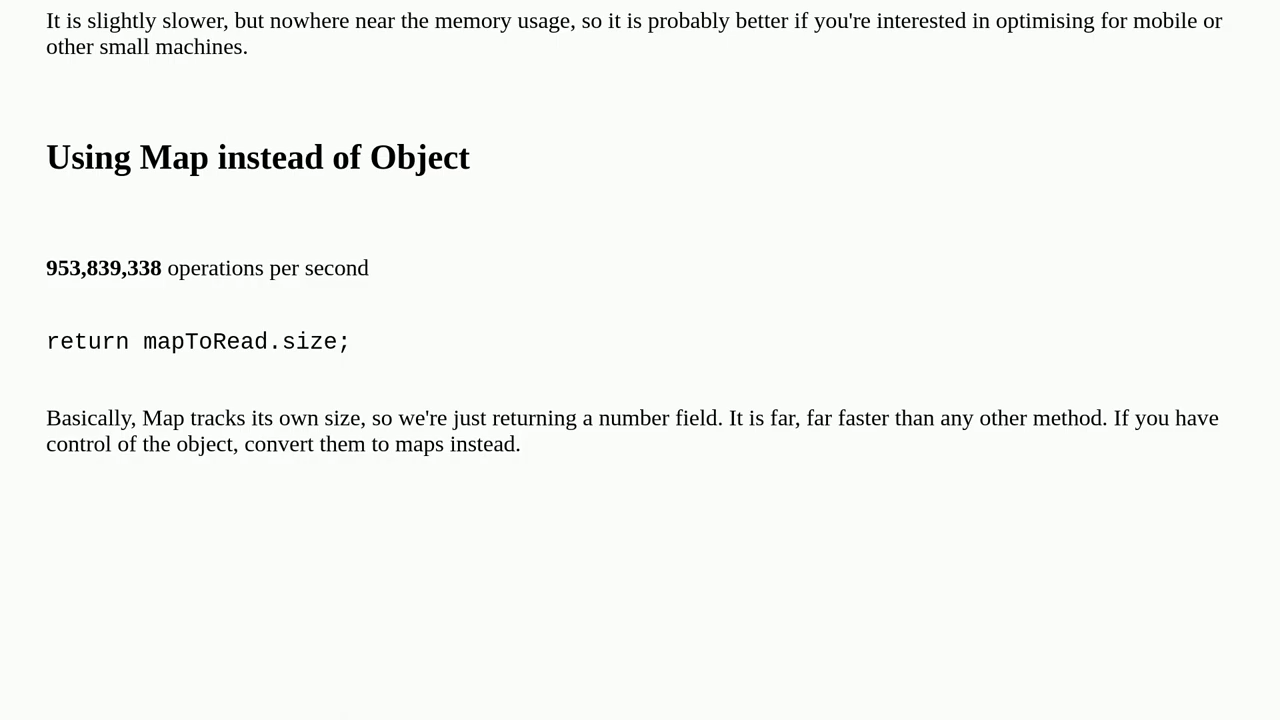 It is slightly slower, but nowhere near the memory usage, so it is probably better if you're interested in optimising for mobile or
other small machines.
Using Map instead of Object
953,839,338 operations per second
return mapToRead.size;
Basically, Map tracks its own size, so we're just returning a number field. It is far, far faster than any other method. If you have
control of the object, convert them to maps instead.